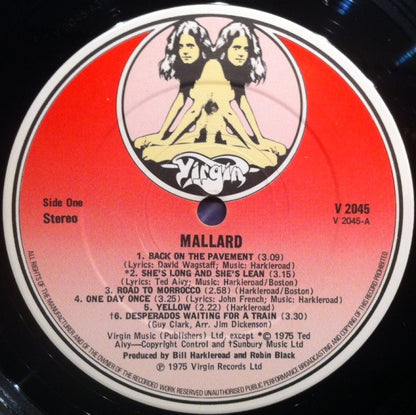 Virgin
Side One
Stereo
V 2045
V 2045-A
MALLARD
1. BACK ON THE PAVEMENT (3.09)
(Lyrics: David Wagstaff; Music: Harkleroad)
*2. SHE'S LONG AND SHE'S LEAN (3.15)
(Lyrics: Ted Alvy; Music: Harkleroad/Boston)
3. ROAD TO MORROCCO (2.58) (Harkleroad/Boston)
4. ONE DAY ONCE (3.25) (Lyrics: John French; Music: Harkleroad)
5. YELLOW (2.22) (Harkleroad)
†6. DESPERADOS WAITING FOR A TRAIN (3.30)
(Guy Clark, Arr. Jim Dickenson)
Virgin Music (Publishers) Ltd, except *© 1975 Ted
Alvy—Copyright Control and †Sunbury Music Ltd
Produced by Bill Harkleroad and Robin Black
℗ 1975 Virgin Records Ltd
ALL RIGHTS OF THE MANUFACTURER AND OF THE OWNER OF THE RECORDED WORK RESERVED UNAUTHORISED PUBLIC PERFORMANCE BROADCASTING AND COPYING OF THIS RECORD PROHIBITED